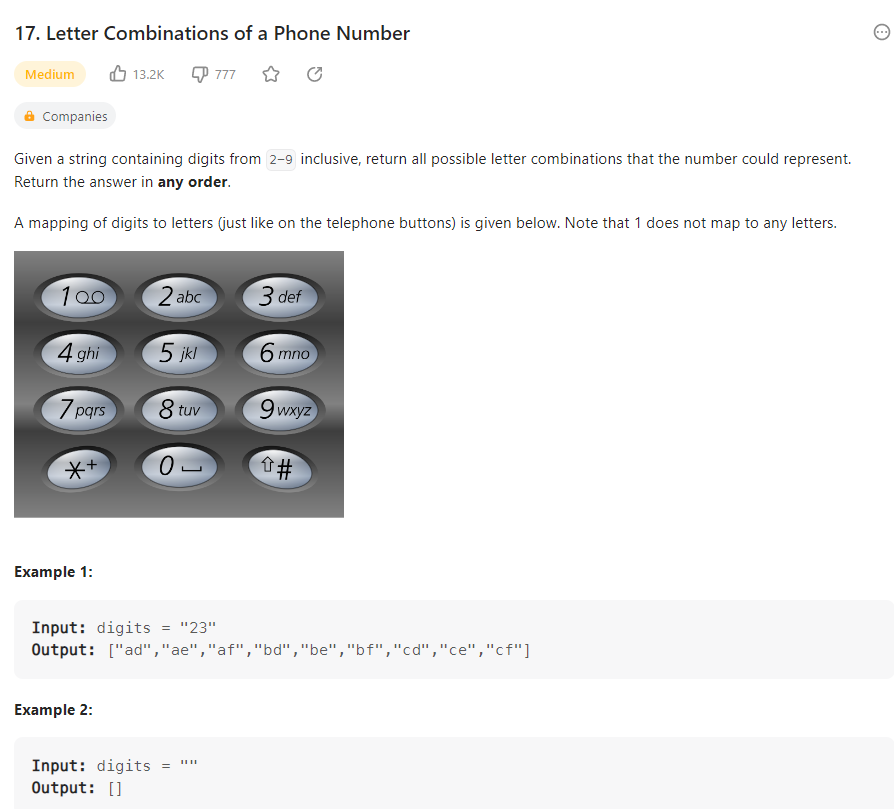 17. Letter Combinations of a Phone Number
Medium 13.2K 777
Companies
Given a string containing digits from 2-9 inclusive, return all possible letter combinations that the number could represent.
Return the answer in any order.
A mapping of digits to letters (just like on the telephone buttons) is given below. Note that 1 does not map to any letters.
1 2 abc 3 def
4 ghi 5 jkl 6 mno
7 pqrs 8 tuv 9 wxyz
*+ 0 #
Example 1:
Input: digits = "23"
Output: ["ad","ae","af","bd","be","bf","cd","ce","cf"]
Example 2:
Input: digits = ""
Output: []